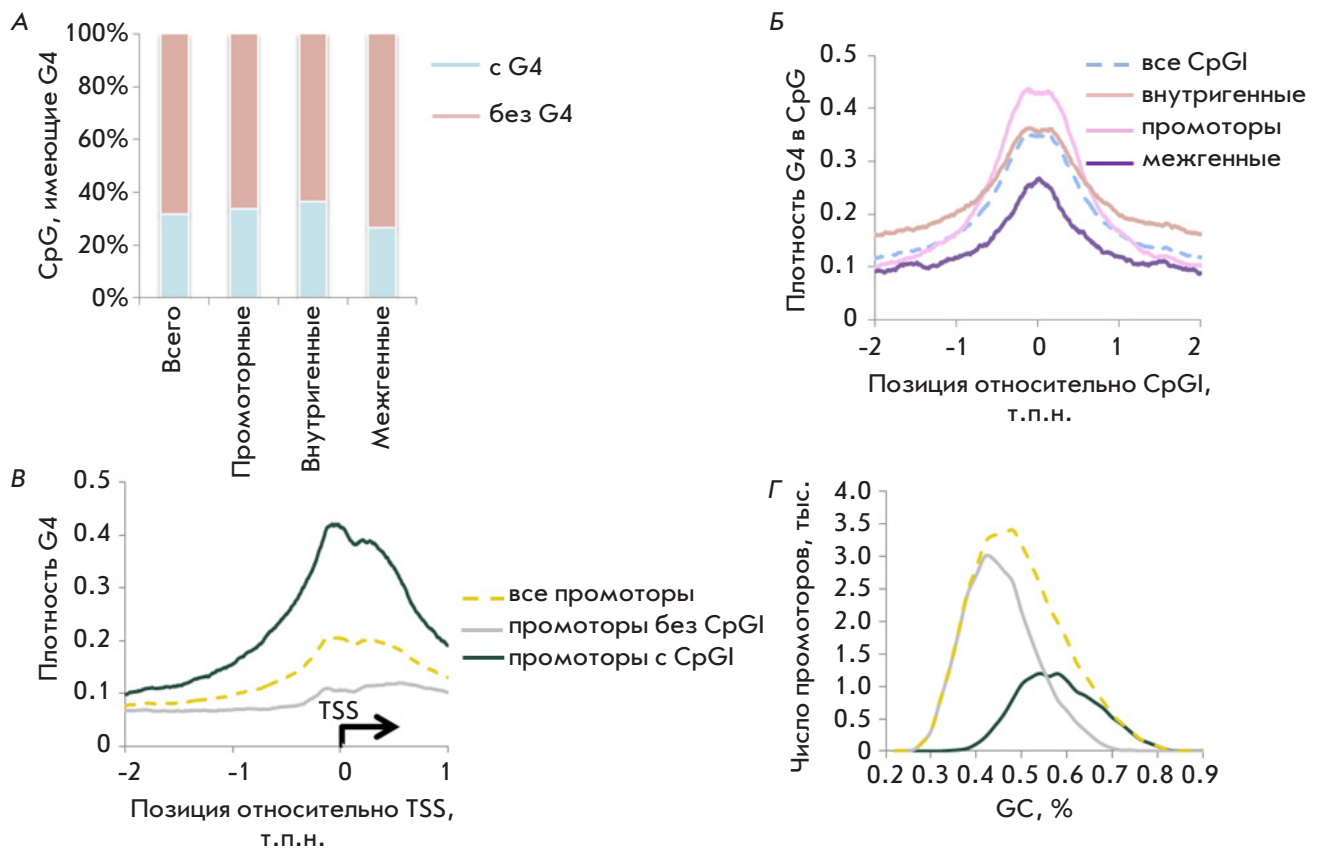 А
CpG, имеющие G4
100%
80%
60%
40%
20%
0%
Всего
Промоторные
Внутригенные
Межгенные
с G4
без G4
Б
Плотность G4 в CpG
0.5
0.4
0.3
0.2
0.1
0
-2
-1
0
1
2
Позиция относительно CpGI,
т.п.н.
все CpGI
внутригенные
промоторы
межгенные
В
Плотность G4
0.5
0.4
0.3
0.2
0.1
0
TSS
-2
-1
0
1
Позиция относительно TSS,
т.п.н.
все промоторы
промоторы без CpGI
промоторы с CpGI
Г
Число промоторов, тыс.
4.0
3.5
3.0
2.5
2.0
1.5
1.0
0.5
0
0.2 0.3 0.4 0.5 0.6 0.7 0.8 0.9
GC, %